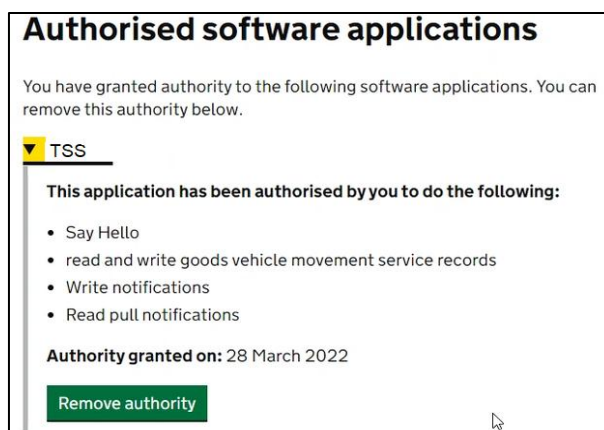 Authorised software applications
You have granted authority to the following software applications. You can
remove this authority below.
TSS
This application has been authorised by you to do the following:
• Say Hello
• read and write goods vehicle movement service records
• Write notifications
• Read pull notifications
Authority granted on: 28 March 2022
Remove authority